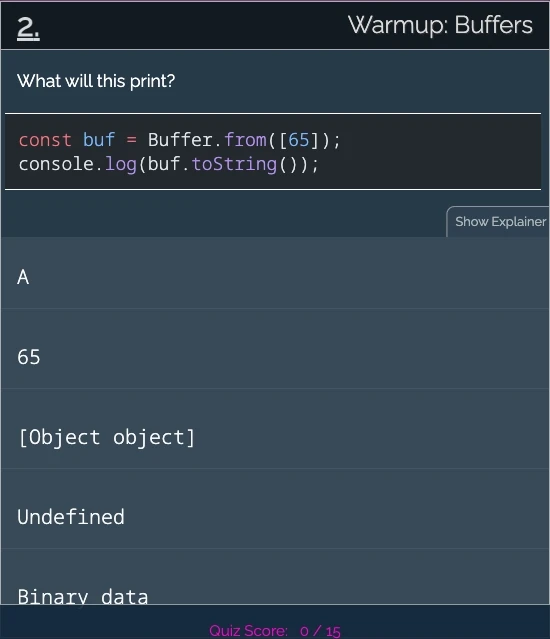 2.
Warmup: Buffers
What will this print?
const buf = Buffer.from([65]);
console.log(buf.toString());
Show Explainer
A
65
[Object object]
Undefined
Binary data
Quiz Score: 0 / 15